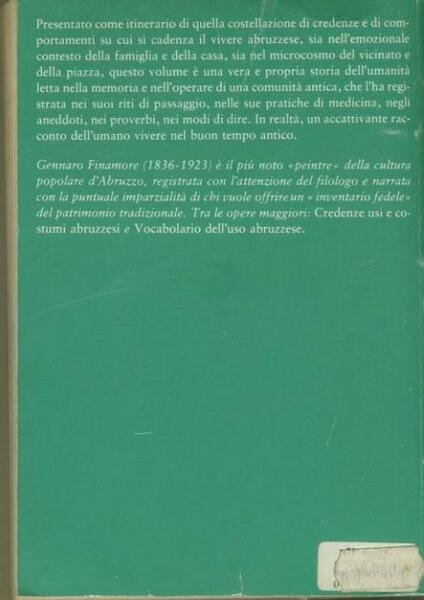 Presentato come itinerario di quella costellazione di credenze e di com-
portamenti su cui si cadenza il vivere abruzzese, sia nell'emozionale
contesto della famiglia e della casa, sia nel microcosmo del vicinato e
della piazza, questo volume è una vera e propria storia dell'umanità
letta nella memoria e nell'operare di una comunità antica, che l'ha regi-
strata nei suoi riti di passaggio, nelle sue pratiche di medicina, negli
aneddoti, nei proverbi, nei modi di dire. In realtà, un accattivante rac-
conto dell'umano vivere nel buon tempo antico.
Gennaro Finamore (1836-1923) è il più noto «peintre» della cultura
popolare d'Abruzzo, registrata con l'attenzione del filologo e narrata
con la puntuale imparzialità di chi vuole offrire un « inventario fedele»
del patrimonio tradizionale. Tra le opere maggiori: Credenze usi e co-
stumi abruzzesi e Vocabolario dell'uso abruzzese.